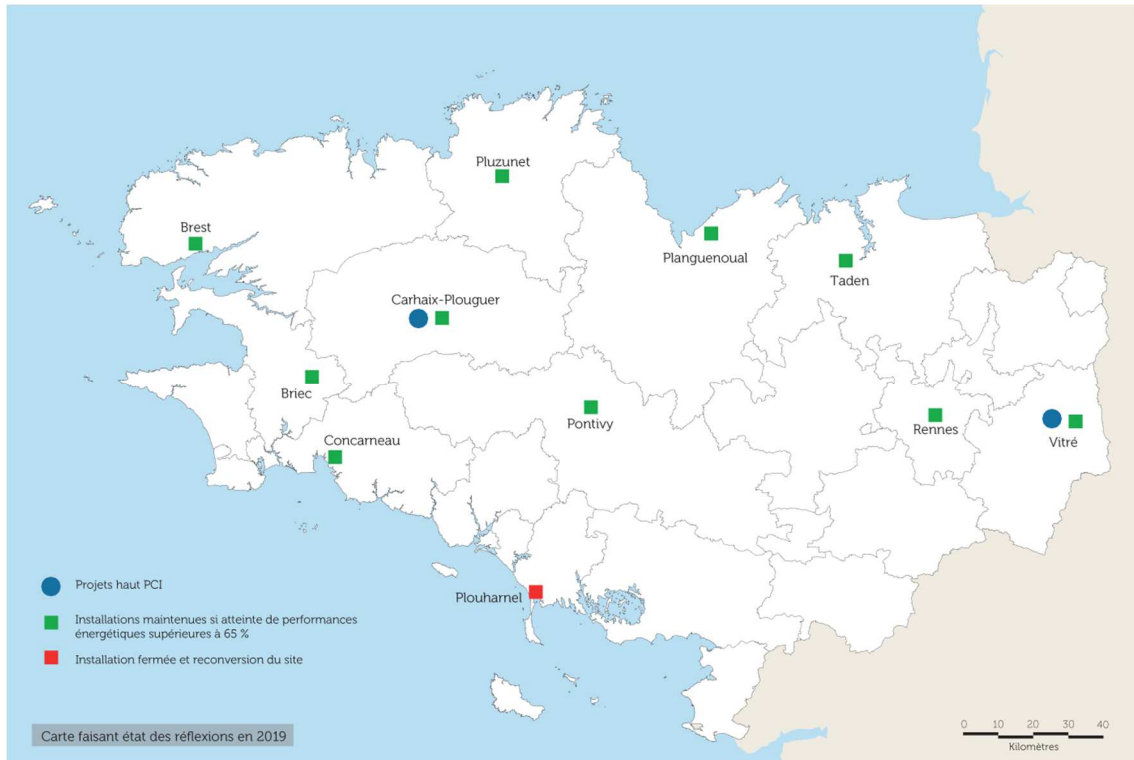 Pluzunet
Brest
Planguenoual
Taden
Carhaix-Plouguer
Briec
Pontivy
Rennes
Vitré
Concarneau
Plouharnel
Projets haut PCI
Installations maintenues si atteinte de performances
énergétiques supérieures à 65 %
Installation fermée et reconversion du site
Carte faisant état des réflexions en 2019
0 10 20 30 40
Kilomètres